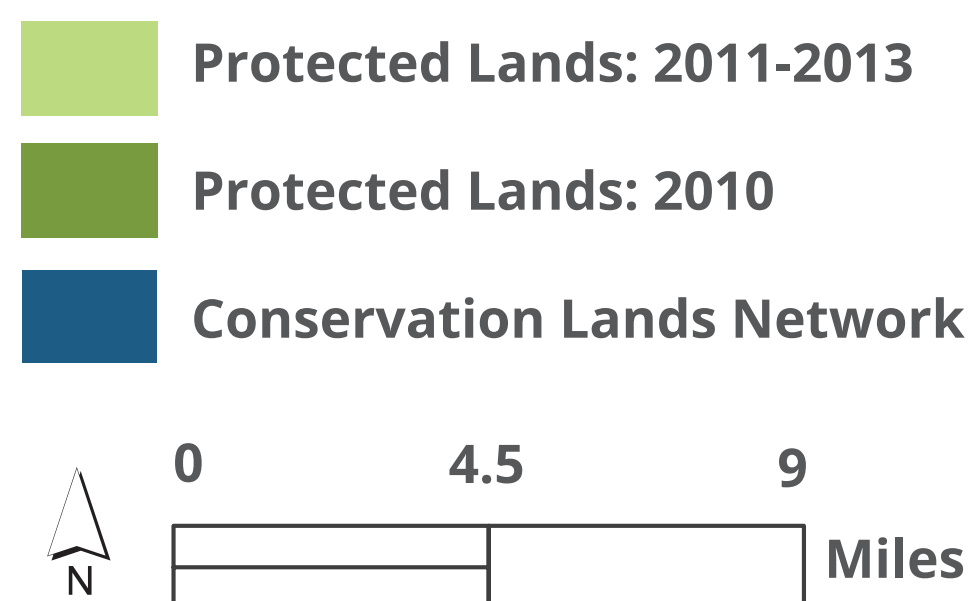 Protected Lands: 2011-2013
Protected Lands: 2010
Conservation Lands Network
0 4.5 9
Miles
N